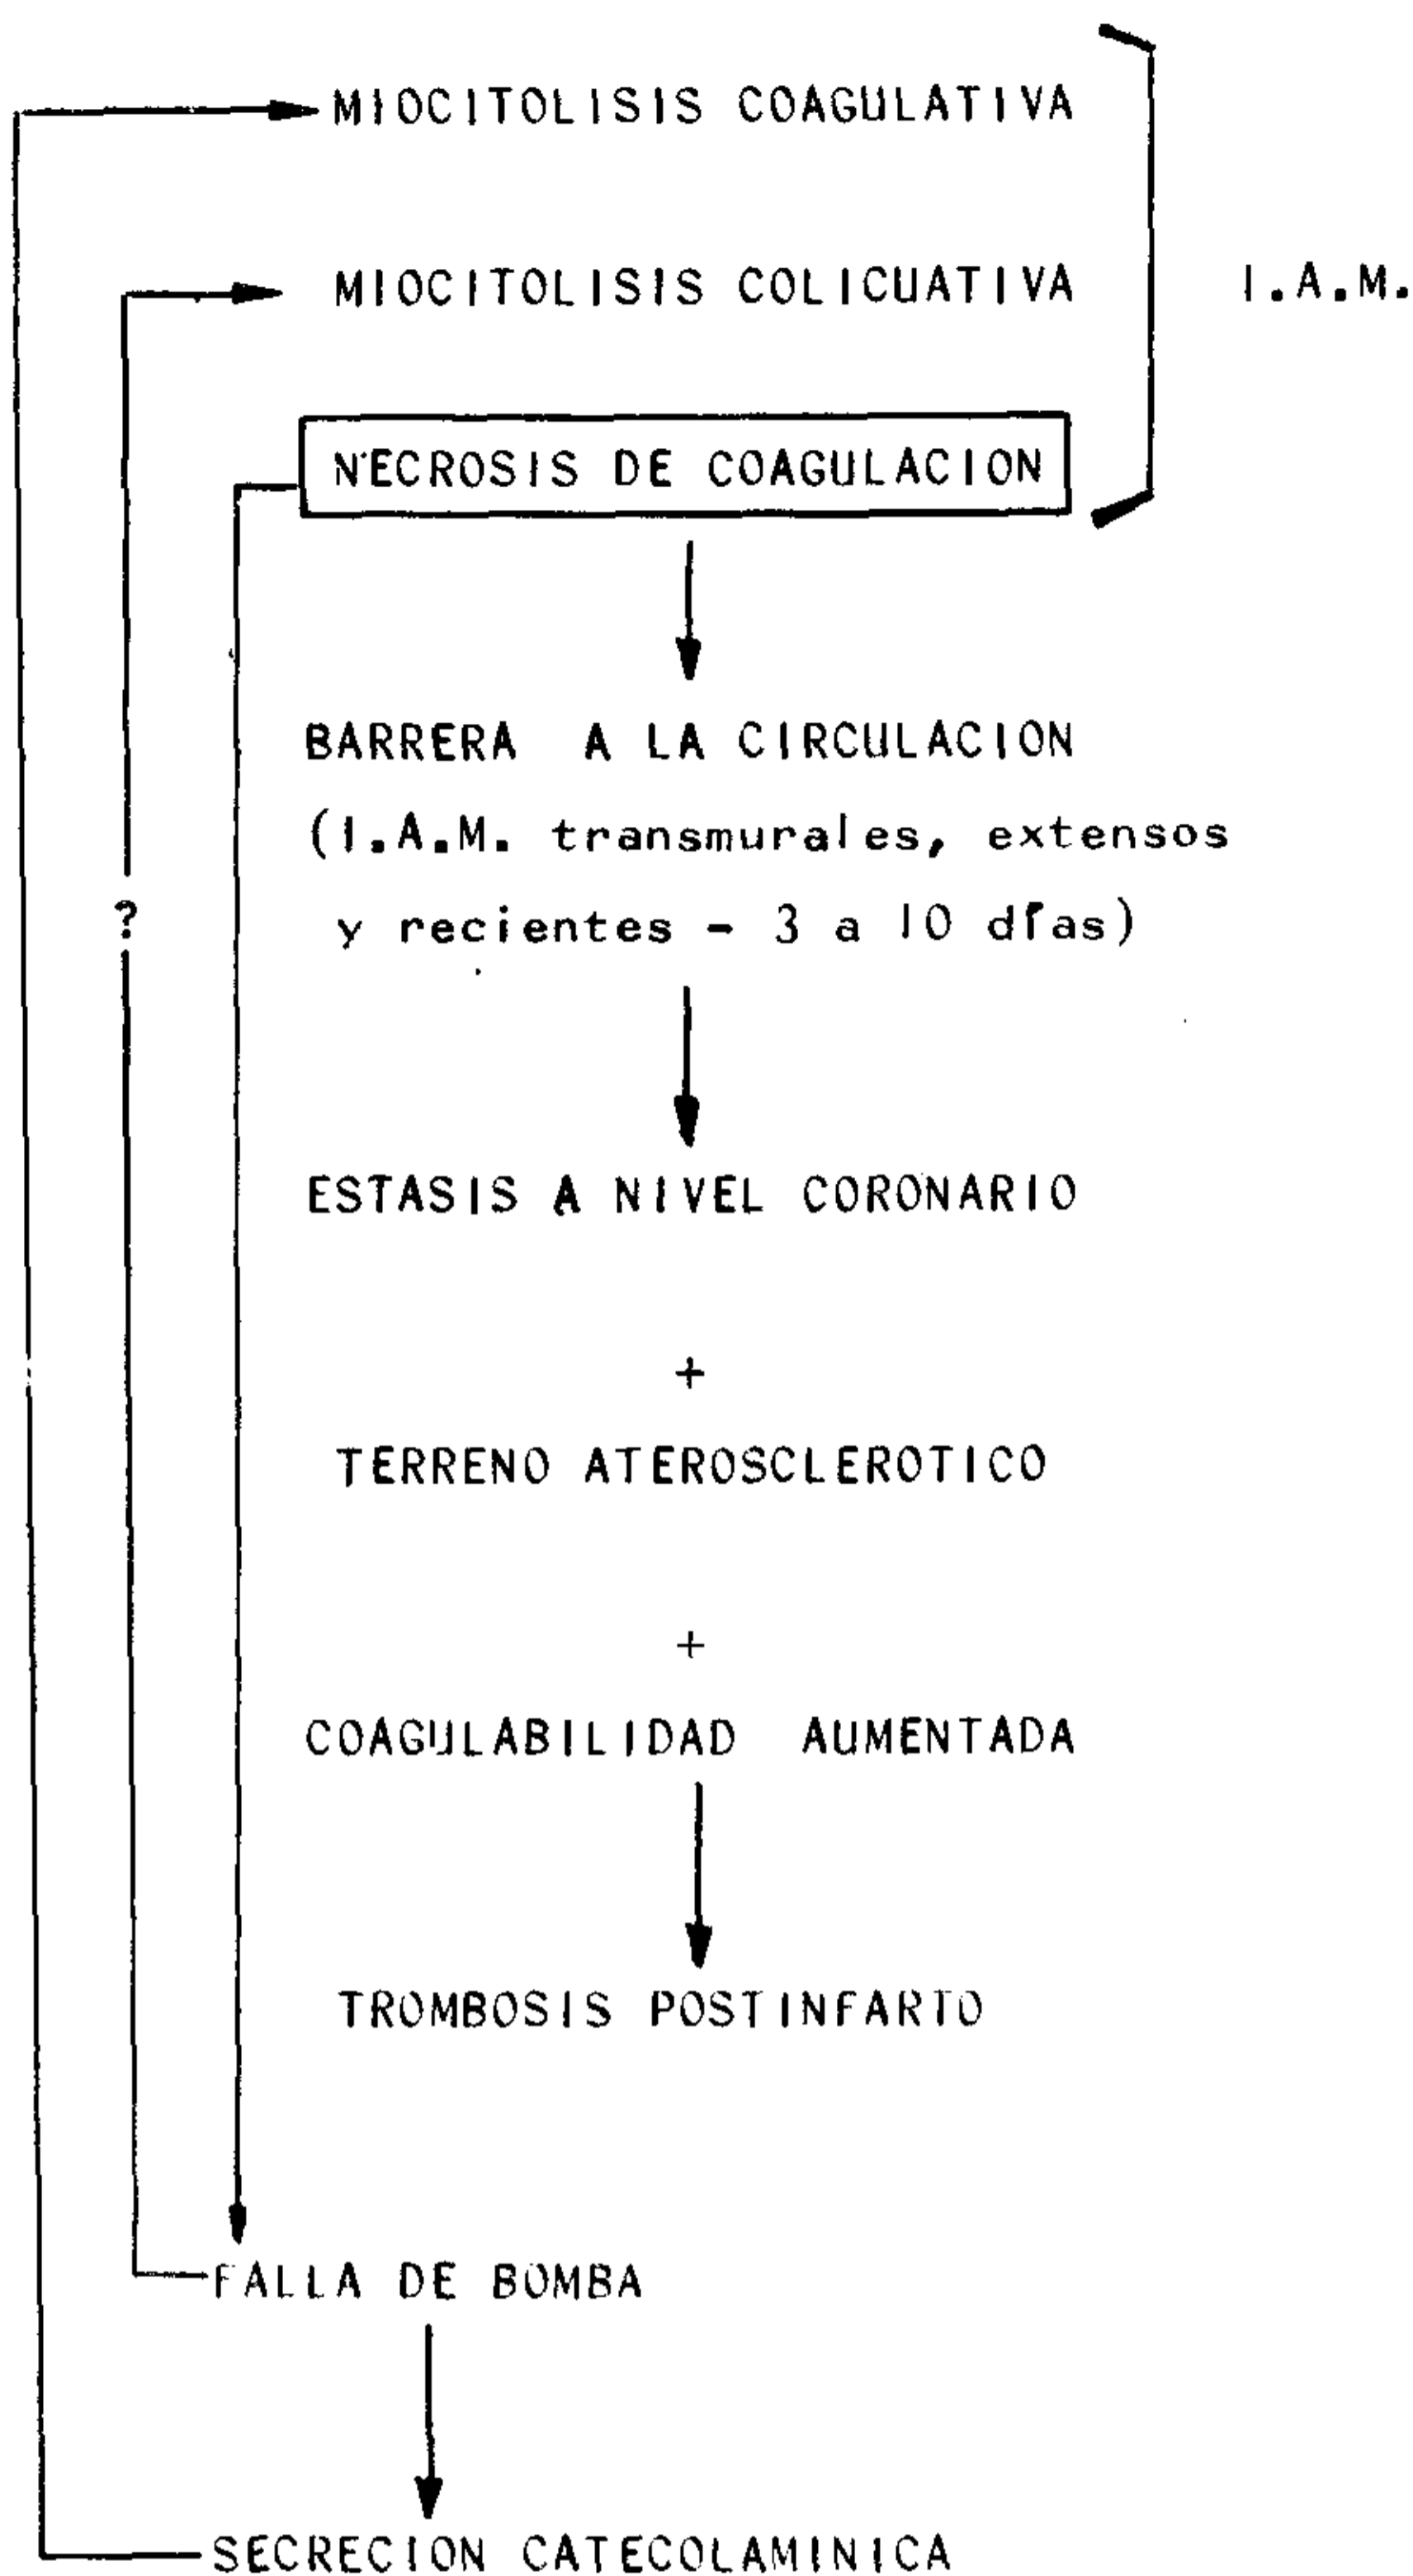 MIOCITOLISIS COAGULATIVA
MIOCITOLISIS COLICUATIVA
I.A.M.
NECROSIS DE COAGULACION
BARRERA A LA CIRCULACION
(I.A.M. transmurales, extensos
y recientes - 3 a 10 días)
?
ESTASIS A NIVEL CORONARIO
+
TERRENO ATEROSCLEROTICO
+
COAGULABILIDAD AUMENTADA
TROMBOSIS POSTINFARTO
FALLA DE BOMBA
SECRECION CATECOLAMINICA